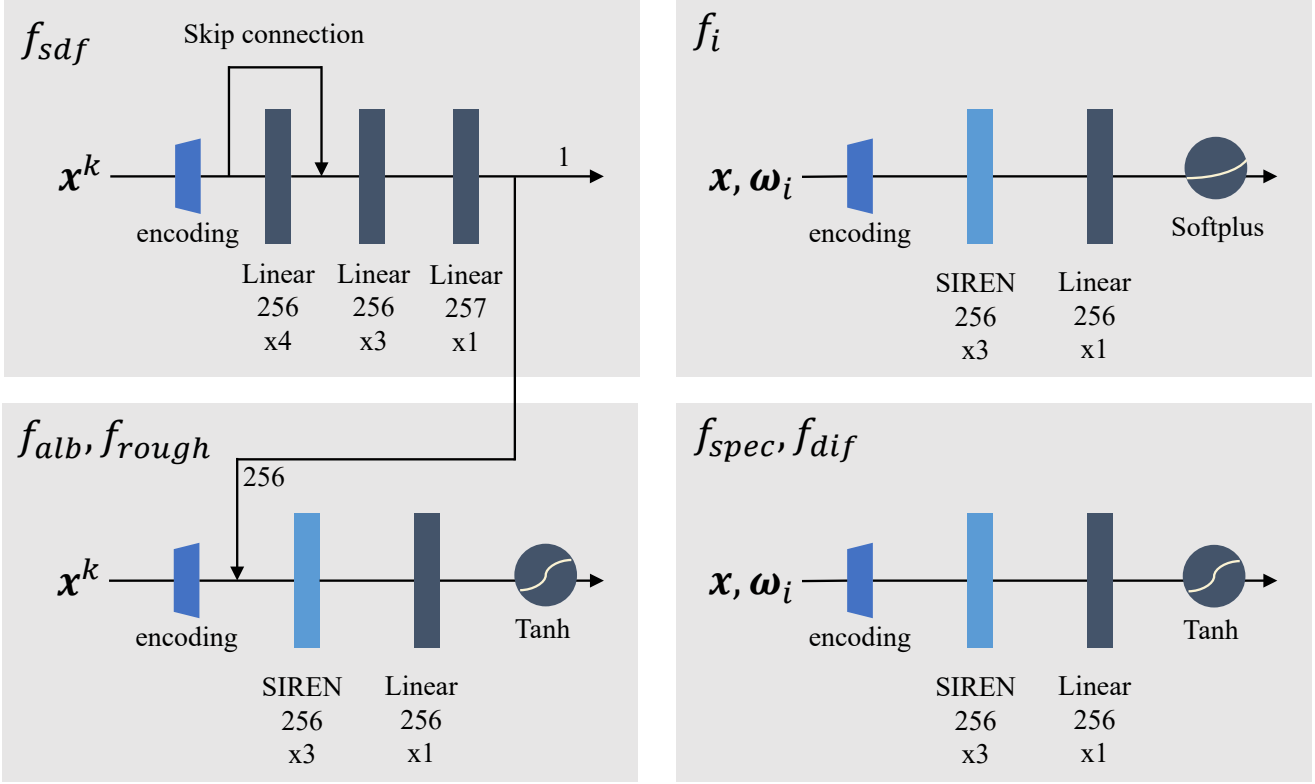 f_sdf
Skip connection
x^k
1
encoding
Linear
256
x4
Linear
256
x3
Linear
257
x1
f_i
x, ω_i
encoding
SIREN
256
x3
Linear
256
x1
Softplus
f_alb, f_rough
256
x^k
encoding
SIREN
256
x3
Linear
256
x1
Tanh
f_spec, f_dif
x, ω_i
encoding
SIREN
256
x3
Linear
256
x1
Tanh